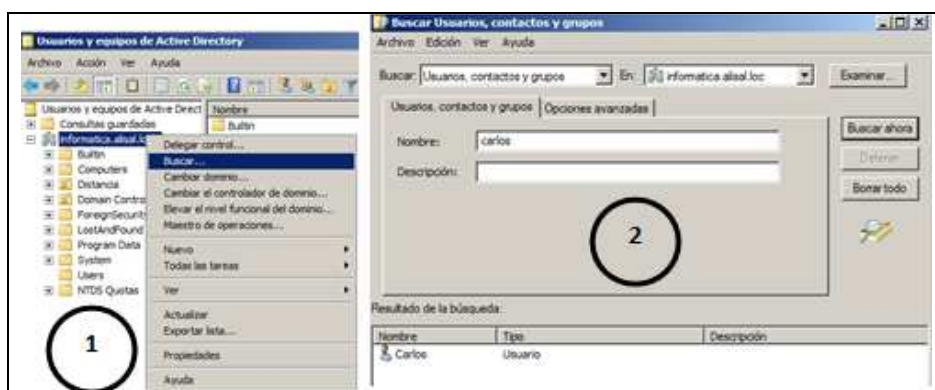 Usuarios y equipos de Active Directory
Archivo Acción Ver Ayuda
Usuarios y equipos de Active Direct
Consultas guardadas
informatica.alisal.loc
Builtin
Computers
Distancia
Domain Contro
ForeignSecurit
LostAndFound
Program Data
System
Users
NTDS Quotas
Nombre
Builtin
Delegar control...
Buscar...
Cambiar dominio...
Cambiar el controlador de dominio...
Elevar el nivel funcional del dominio...
Maestro de operaciones...
Nuevo
Todas las tareas
Ver
Actualizar
Exportar lista...
Propiedades
Ayuda
1
Buscar Usuarios, contactos y grupos
Archivo Edición Ver Ayuda
Buscar: Usuarios, contactos y grupos En: informatica.alisal.loc Examinar...
Usuarios, contactos y grupos Opciones avanzadas
Nombre: carlos
Descripción:
Buscar ahora
Detener
Borrar todo
2
Resultado de la búsqueda:
Nombre Tipo Descripción
Carlos Usuario